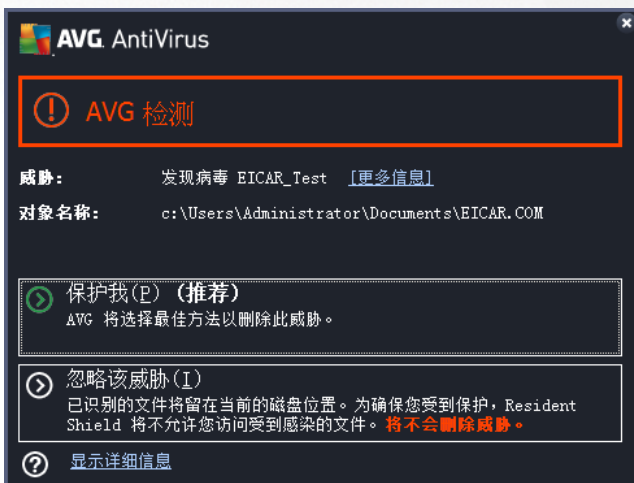 AVG. AntiVirus
AVG 检测
威胁: 发现病毒 EICAR_Test [更多信息]
对象名称: c:\Users\Administrator\Documents\EICAR.COM
保护我(P) (推荐)
AVG 将选择最佳方法以删除此威胁。
忽略该威胁(I)
已识别的文件将留在当前的磁盘位置。为确保您受到保护，Resident
Shield 将不允许您访问受到感染的文件。将不会删除威胁。
显示详细信息